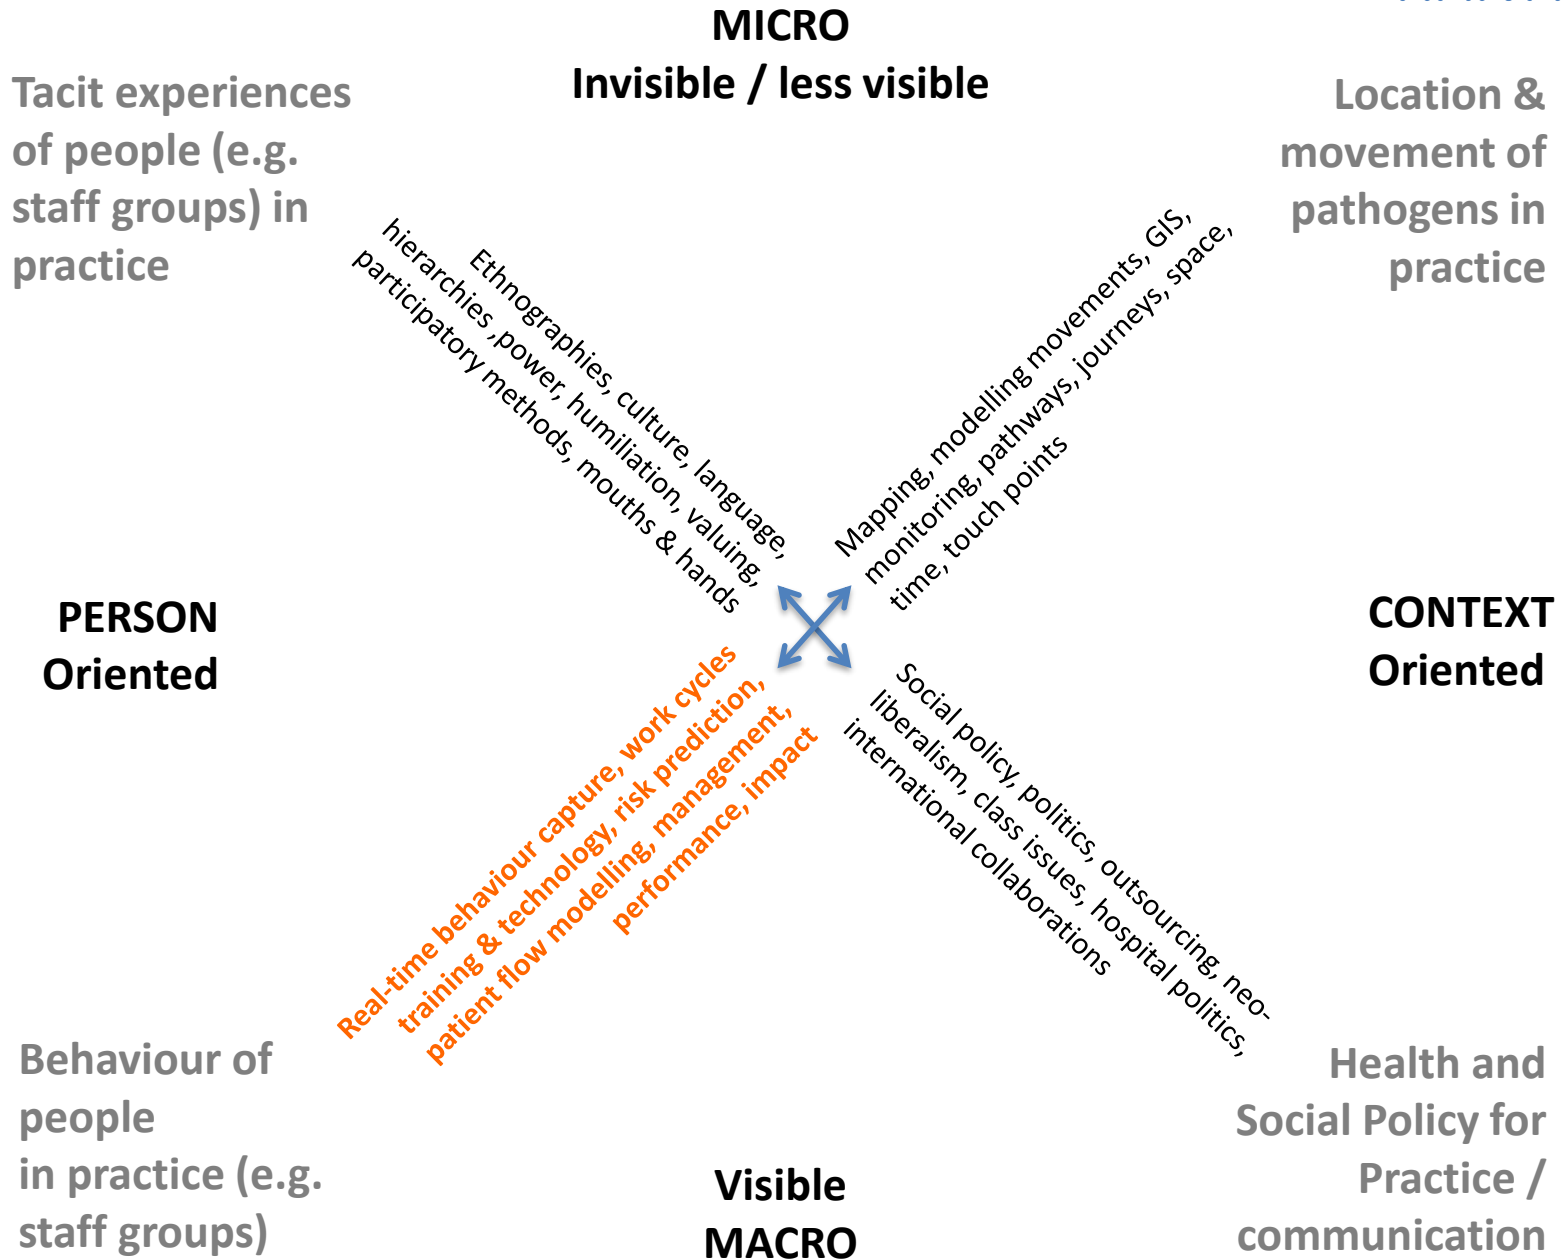 MICRO
Invisible / less visible
Tacit experiences
of people (e.g.
staff groups) in
practice
Location &
movement of
pathogens in
practice
Ethnographies, culture, language,
hierarchies ,power, humiliation, valuing,
participatory methods, mouths & hands
Mapping, modelling movements, GIS,
monitoring, pathways, journeys, space,
time, touch points
PERSON
Oriented
CONTEXT
Oriented
Real-time behaviour capture, work cycles
training & technology, risk prediction,
patient flow modelling, management,
performance, impact
Social policy, politics, outsourcing, neo-
liberalism, class issues, hospital politics,
international collaborations
Behaviour of
people
in practice (e.g.
staff groups)
Visible
MACRO
Health and
Social Policy for
Practice /
communication